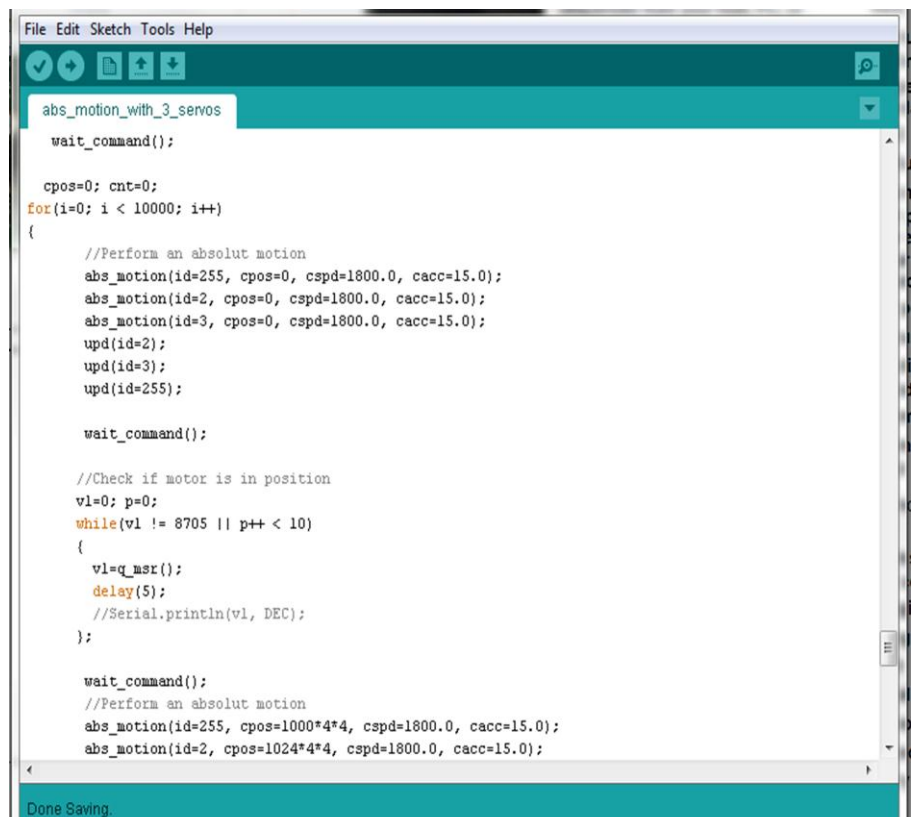 File Edit Sketch Tools Help
abs_motion_with_3_servos
wait_command();
cpos=0; cnt=0;
for(i=0; i < 10000; i++)
{
//Perform an absolut motion
abs_motion(id=255, cpos=0, cspd=1800.0, cacc=15.0);
abs_motion(id=2, cpos=0, cspd=1800.0, cacc=15.0);
abs_motion(id=3, cpos=0, cspd=1800.0, cacc=15.0);
upd(id=2);
upd(id=3);
upd(id=255);
wait_command();
//Check if motor is in position
vl=0; p=0;
while(vl != 8705 || p++ < 10)
{
vl=q_msr();
delay(5);
//Serial.println(vl, DEC);
};
wait_command();
//Perform an absolut motion
abs_motion(id=255, cpos=1000*4*4, cspd=1800.0, cacc=15.0);
abs_motion(id=2, cpos=1024*4*4, cspd=1800.0, cacc=15.0);
Done Saving.